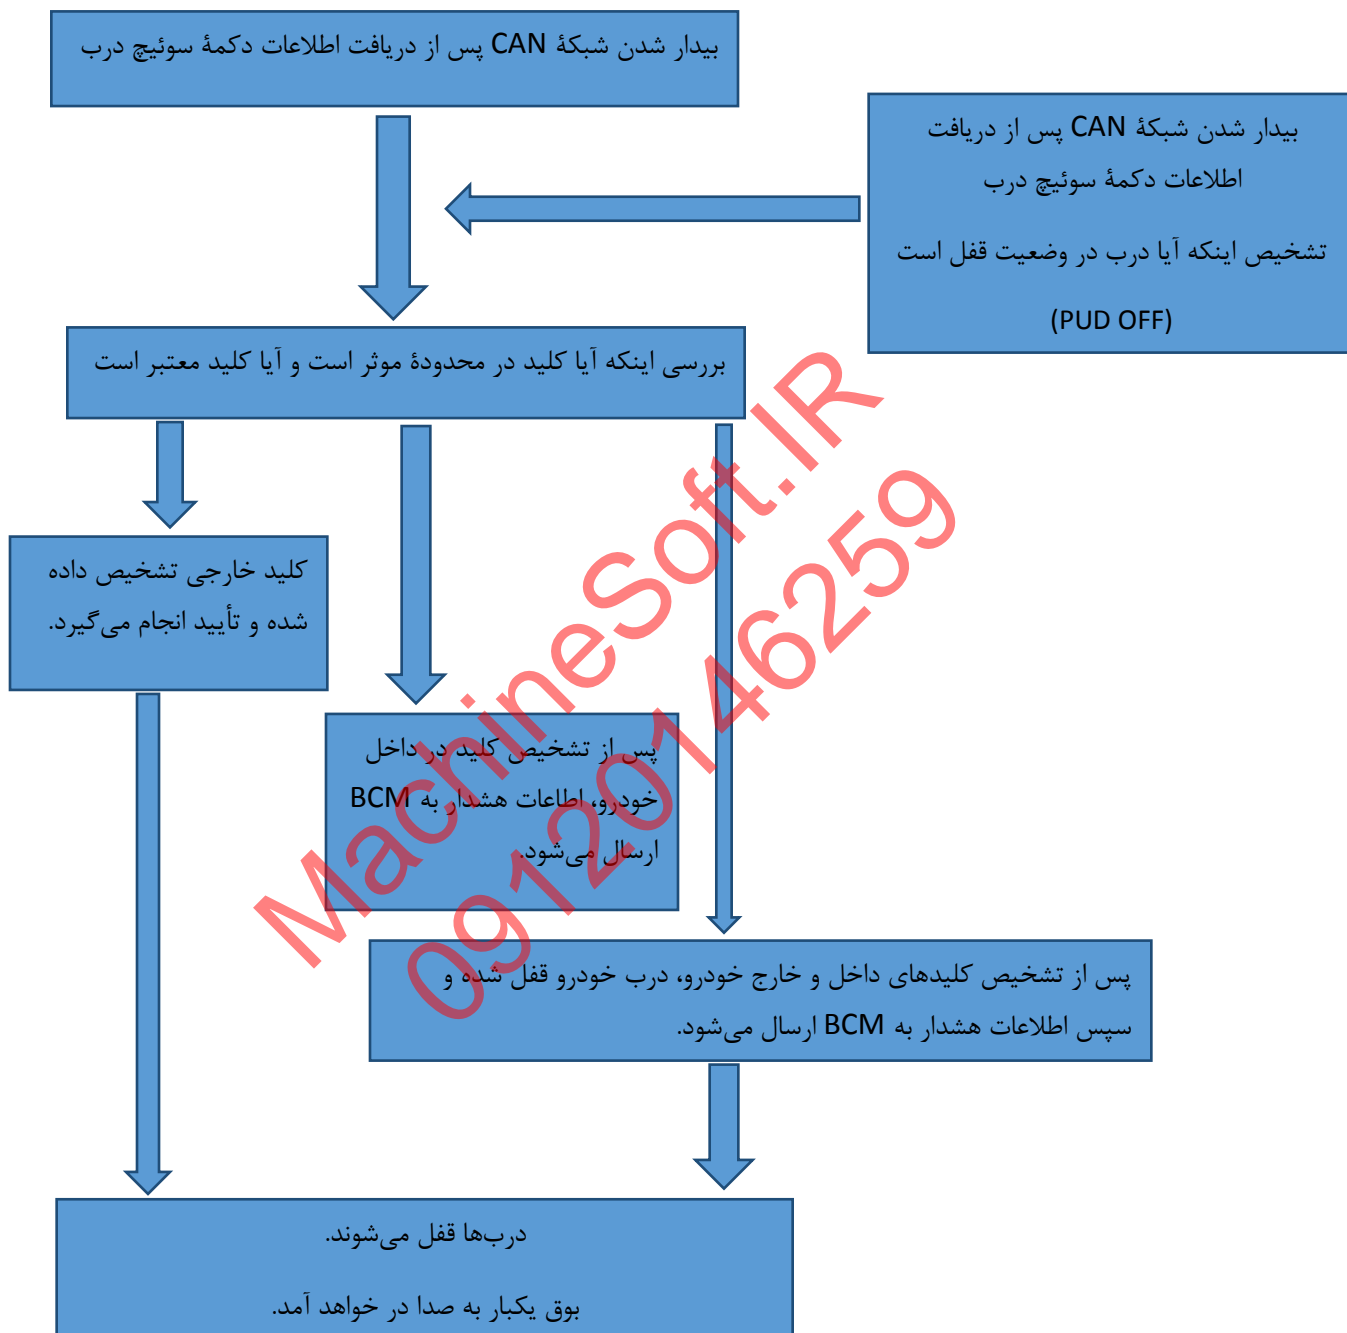 بیدار شدن شبکۀ CAN پس از دریافت اطلاعات دکمۀ سوئیچ درب
بیدار شدن شبکۀ CAN پس از دریافت
اطلاعات دکمۀ سوئیچ درب
تشخیص اینکه آیا درب در وضعیت قفل است
(PUD OFF)
بررسی اینکه آیا کلید در محدودۀ موثر است و آیا کلید معتبر است
کلید خارجی تشخیص داده
شده و تأیید انجام می‌گیرد.
پس از تشخیص کلید در داخل
خودرو، اطاعات هشدار به BCM
ارسال می‌شود.
پس از تشخیص کلیدهای داخل و خارج خودرو، درب خودرو قفل شده و
سپس اطلاعات هشدار به BCM ارسال می‌شود.
درب‌ها قفل می‌شوند.
بوق یکبار به صدا در خواهد آمد.
MachineSoft.IR
09120146259